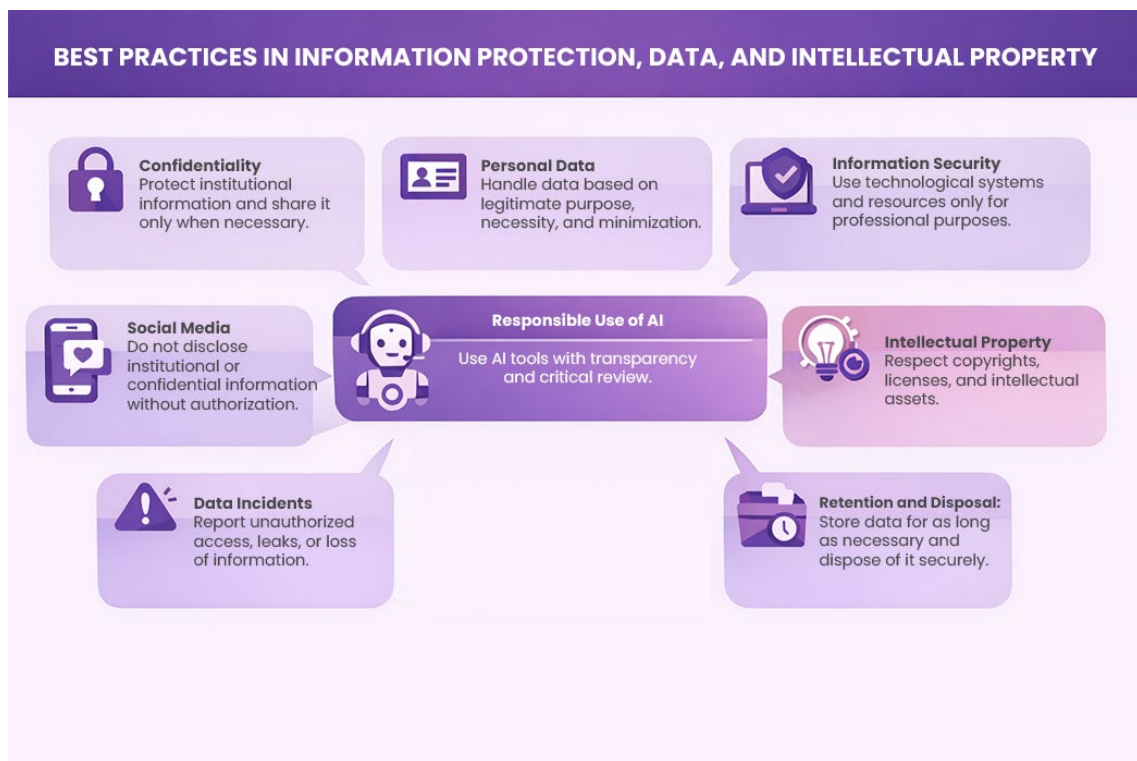 BEST PRACTICES IN INFORMATION PROTECTION, DATA, AND INTELLECTUAL PROPERTY
Confidentiality
Protect institutional
information and share it
only when necessary.
Personal Data
Handle data based on
legitimate purpose,
necessity, and minimization.
Information Security
Use technological systems
and resources only for
professional purposes.
Social Media
Do not disclose
institutional or
confidential information
without authorization.
Responsible Use of AI
Use AI tools with transparency
and critical review.
Intellectual Property
Respect copyrights,
licenses, and intellectual
assets.
Data Incidents
Report unauthorized
access, leaks, or loss
of information.
Retention and Disposal:
Store data for as long
as necessary and
dispose of it securely.